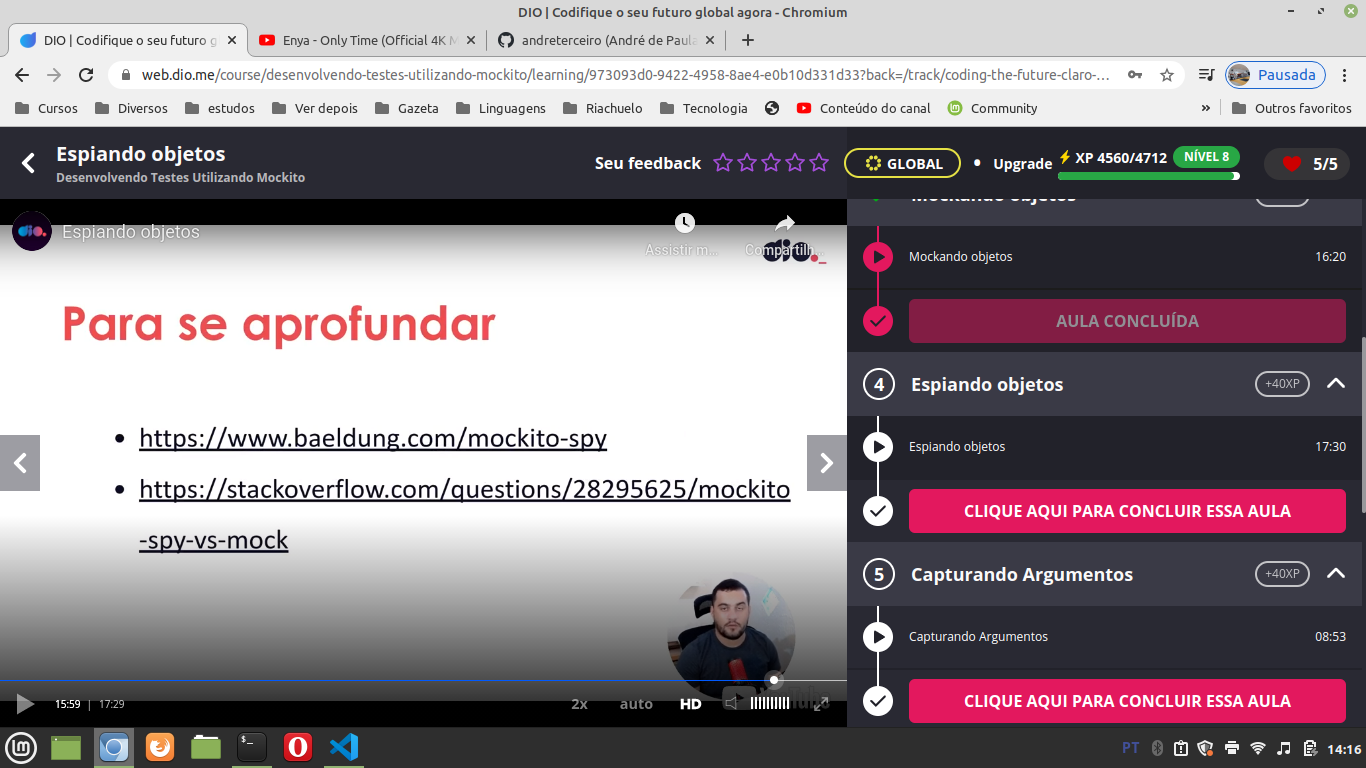 DIO | Codifique o seu futuro global agora - Chromium
DIO | Codifique o seu futuro g
Enya - Only Time (Official 4K M
andreterceiro (André de Paula
web.dio.me/course/desenvolvendo-testes-utilizando-mockito/learning/973093d0-9422-4958-8ae4-e0b10d331d33?back=/track/coding-the-future-claro-...
Pausada
Cursos
Diversos
estudos
Ver depois
Gazeta
Linguagens
Riachuelo
Tecnologia
Conteúdo do canal
Community
»
Outros favoritos
Espiando objetos
Desenvolvendo Testes Utilizando Mockito
Seu feedback
GLOBAL
• Upgrade
XP 4560/4712
NÍVEL 8
5/5
dio.
Espiando objetos
Assistir m...
Compartilh...
dio._
Para se aprofundar
• https://www.baeldung.com/mockito-spy
• https://stackoverflow.com/questions/28295625/mockito
-spy-vs-mock
15:59 | 17:29
2x
auto
HD
Mockando objetos
Mockando objetos
16:20
AULA CONCLUÍDA
4
Espiando objetos
+40XP
Espiando objetos
17:30
CLIQUE AQUI PARA CONCLUIR ESSA AULA
5
Capturando Argumentos
+40XP
Capturando Argumentos
08:53
CLIQUE AQUI PARA CONCLUIR ESSA AULA
PT
14:16